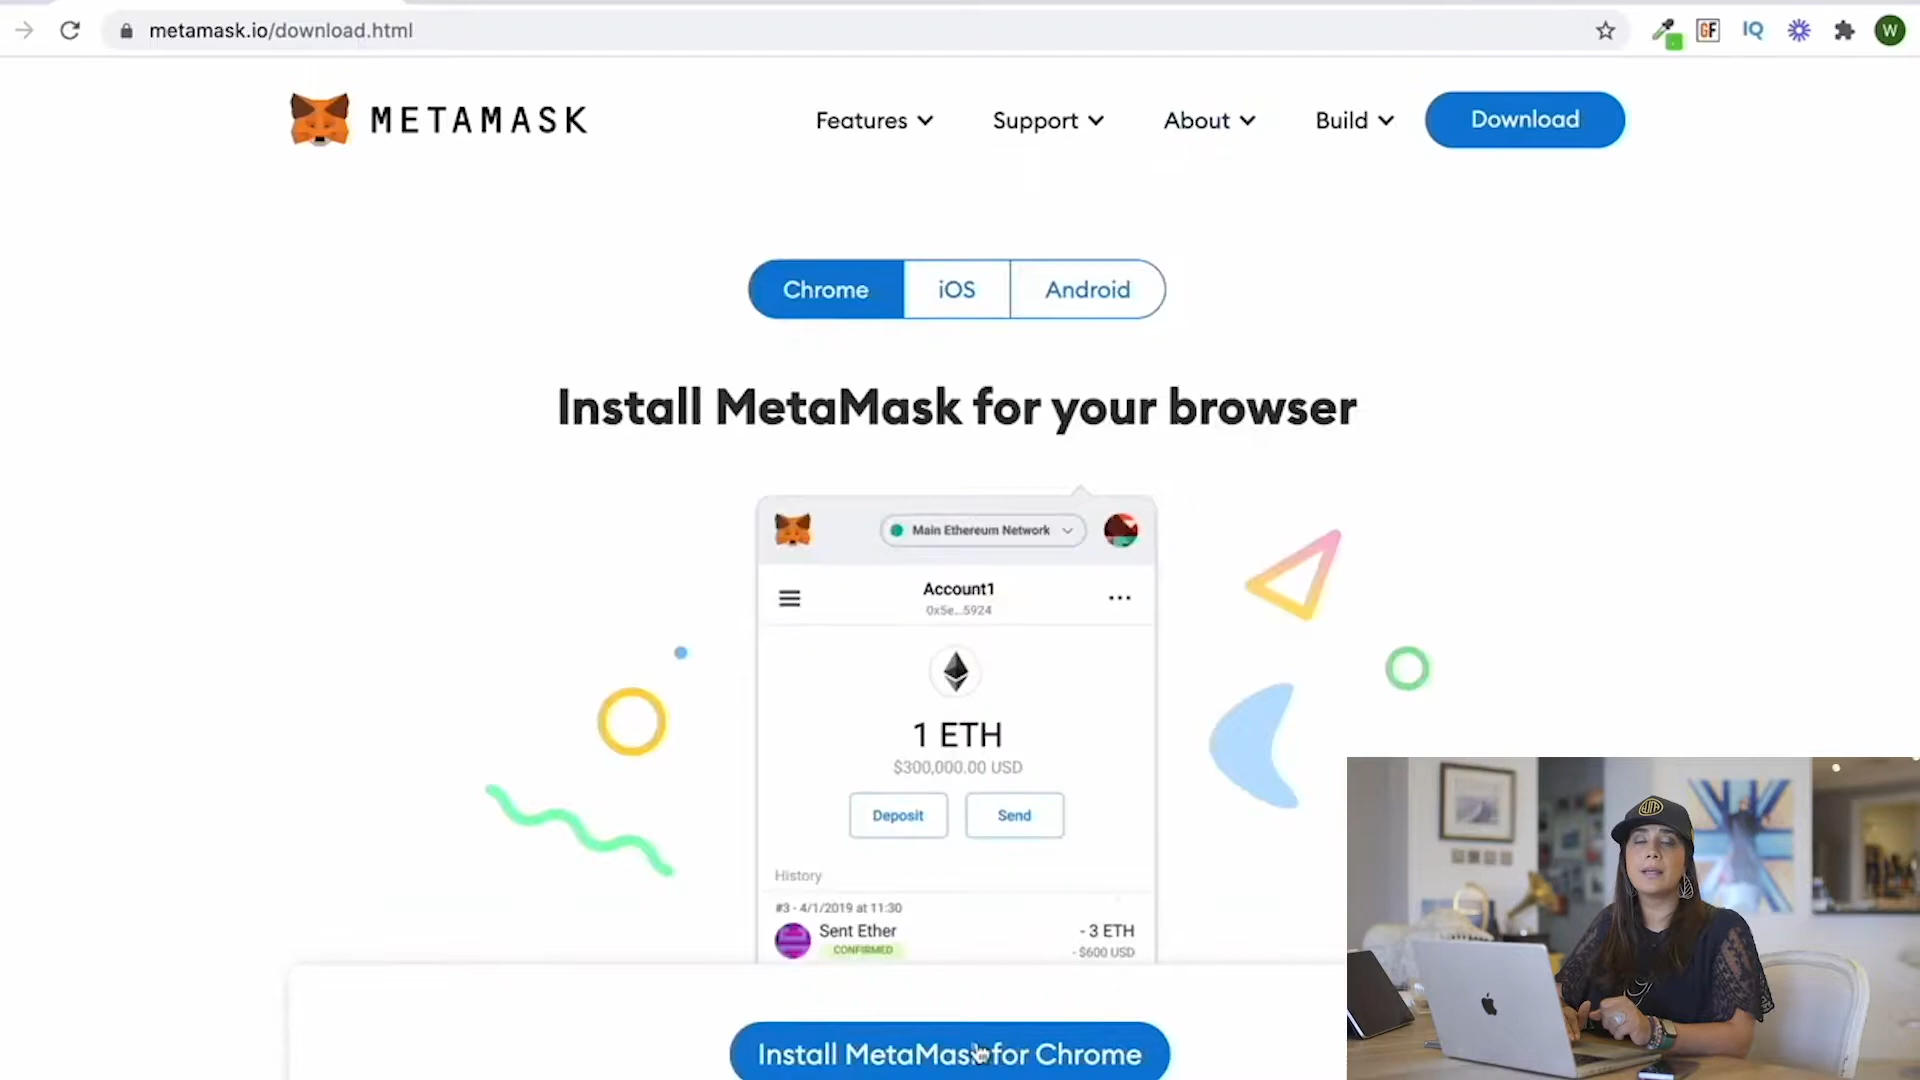 metamask.io/download.html
GF
IQ
W
METAMASK
Features
Support
About
Build
Download
Chrome
iOS
Android
Install MetaMask for your browser
Main Ethereum Network
Account1
0x5e...5924
1 ETH
$300,000.00 USD
Deposit
Send
History
#3 - 4/1/2019 at 11:30
Sent Ether
- 3 ETH
CONFIRMED
- $600 USD
Install MetaMask for Chrome